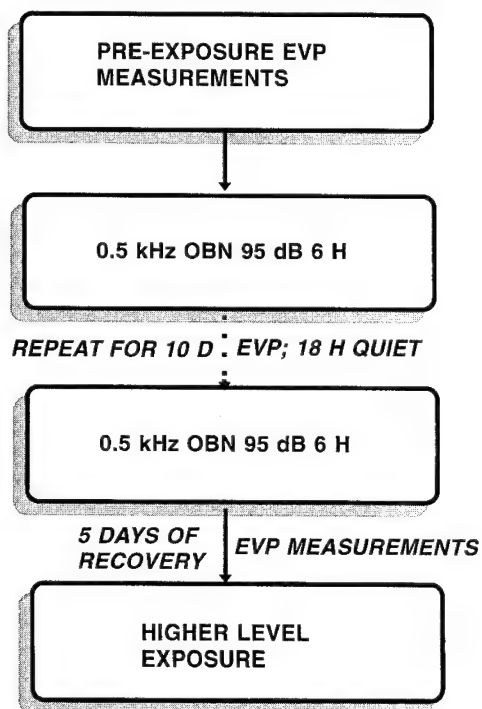 PRE-EXPOSURE EVP
MEASUREMENTS
0.5 kHz OBN 95 dB 6 H
REPEAT FOR 10 D EVP; 18 H QUIET
0.5 kHz OBN 95 dB 6 H
5 DAYS OF
RECOVERY EVP MEASUREMENTS
HIGHER LEVEL
EXPOSURE